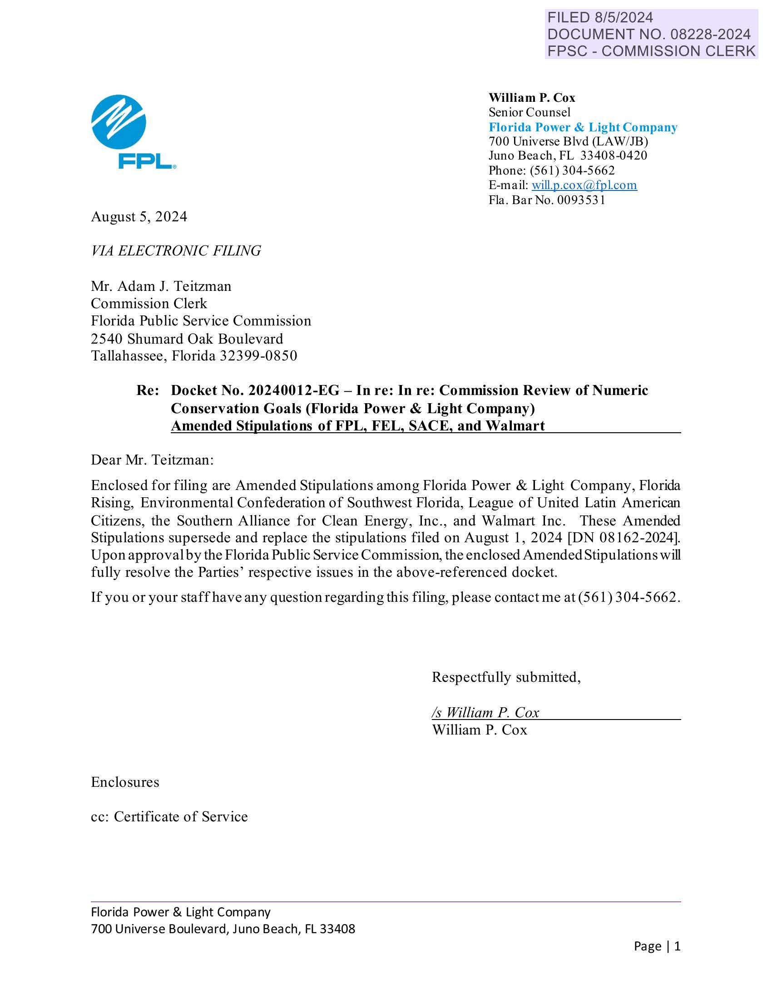 FILED 8/5/2024
DOCUMENT NO. 08228-2024
FPSC - COMMISSION CLERK
FPL®
William P. Cox
Senior Counsel
Florida Power & Light Company
700 Universe Blvd (LAW/JB)
Juno Beach, FL 33408-0420
Phone: (561) 304-5662
E-mail: will.p.cox@fpl.com
Fla. Bar No. 0093531
August 5, 2024
VIA ELECTRONIC FILING
Mr. Adam J. Teitzman
Commission Clerk
Florida Public Service Commission
2540 Shumard Oak Boulevard
Tallahassee, Florida 32399-0850
Re: Docket No. 20240012-EG – In re: In re: Commission Review of Numeric
Conservation Goals (Florida Power & Light Company)
Amended Stipulations of FPL, FEL, SACE, and Walmart
Dear Mr. Teitzman:
Enclosed for filing are Amended Stipulations among Florida Power & Light Company, Florida
Rising, Environmental Confederation of Southwest Florida, League of United Latin American
Citizens, the Southern Alliance for Clean Energy, Inc., and Walmart Inc. These Amended
Stipulations supersede and replace the stipulations filed on August 1, 2024 [DN 08162-2024].
Upon approval by the Florida Public Service Commission, the enclosed Amended Stipulations will
fully resolve the Parties’ respective issues in the above-referenced docket.
If you or your staff have any question regarding this filing, please contact me at (561) 304-5662.
Respectfully submitted,
/s William P. Cox
William P. Cox
Enclosures
cc: Certificate of Service
Florida Power & Light Company
700 Universe Boulevard, Juno Beach, FL 33408
Page | 1